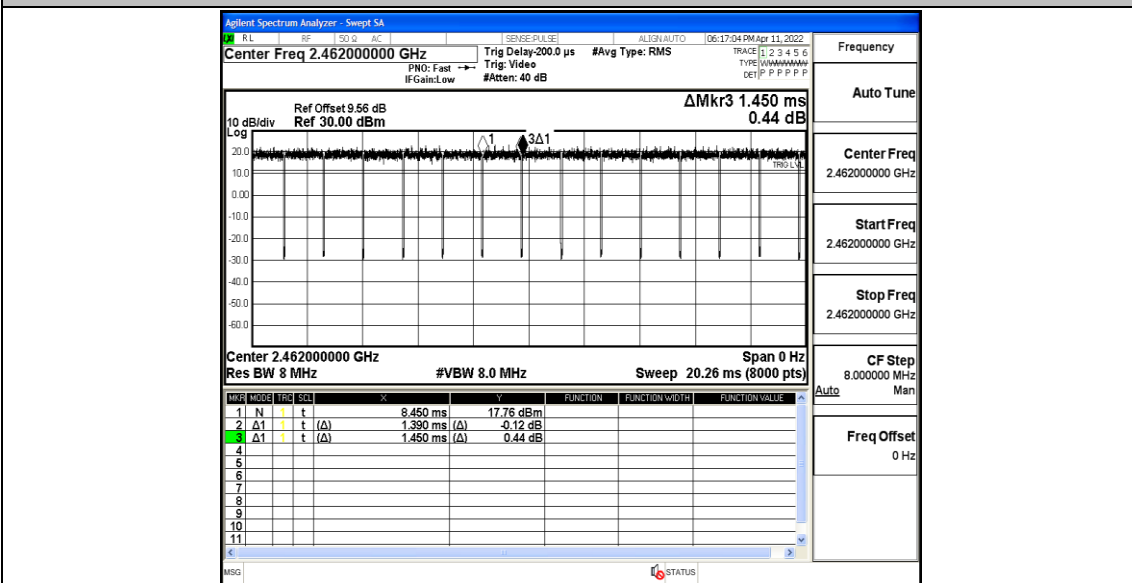 Agilent Spectrum Analyzer - Swept SA
RL RF 50 Ω AC SENSE:PULSE ALIGN AUTO 06:17:04 PM Apr 11, 2022
Center Freq 2.462000000 GHz
PNO: Fast
IFGain:Low
Trig Delay-200.0 µs #Avg Type: RMS
Trig: Video
#Atten: 40 dB
TRACE 1 2 3 4 5 6
TYPE
DET P P P P P P
ΔMkr3 1.450 ms
0.44 dB
Ref Offset 9.56 dB
10 dB/div Ref 30.00 dBm
Log
20.0
10.0
0.00
-10.0
-20.0
-30.0
-40.0
-50.0
-60.0
1
3Δ1
TRIG LVL
Center 2.462000000 GHz Span 0 Hz
Res BW 8 MHz #VBW 8.0 MHz Sweep 20.26 ms (8000 pts)
MKR MODE TRC SCL X Y FUNCTION FUNCTION WIDTH FUNCTION VALUE
1 N 1 t 8.450 ms 17.76 dBm
2 Δ1 1 t (Δ) 1.390 ms (Δ) -0.12 dB
3 Δ1 1 t (Δ) 1.450 ms (Δ) 0.44 dB
4
5
6
7
8
9
10
11
MSG STATUS
Frequency
Auto Tune
Center Freq
2.462000000 GHz
Start Freq
2.462000000 GHz
Stop Freq
2.462000000 GHz
CF Step
8.000000 MHz
Auto Man
Freq Offset
0 Hz